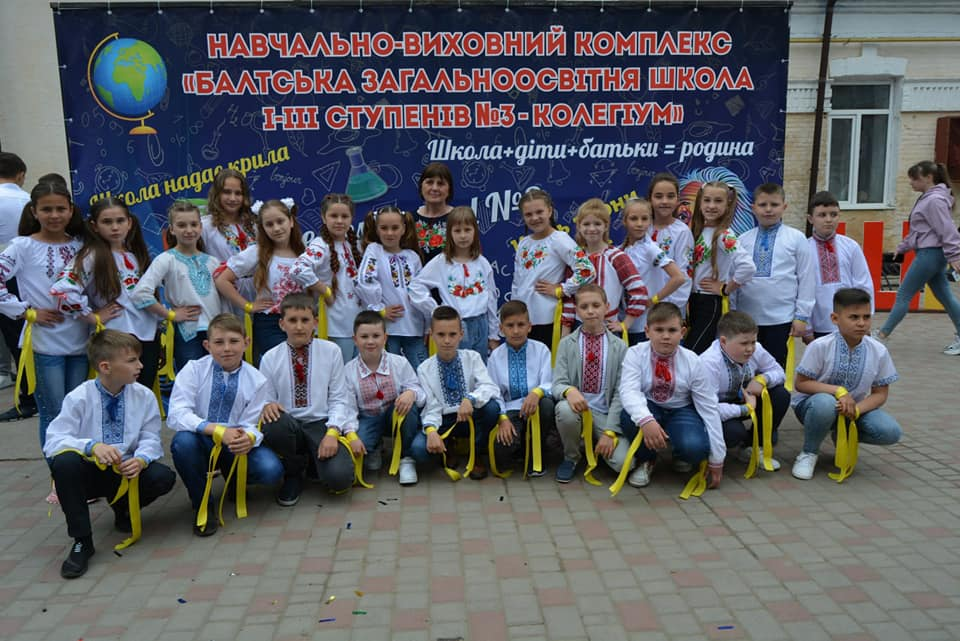 НАВЧАЛЬНО-ВИХОВНИЙ КОМПЛЕКС
«БАЛТСЬКА ЗАГАЛЬНООСВІТНЯ ШКОЛА
І-ІІІ СТУПЕНІВ №3 - КОЛЕГІУМ»
Школа+діти+батьки = родина
Школа надає крила